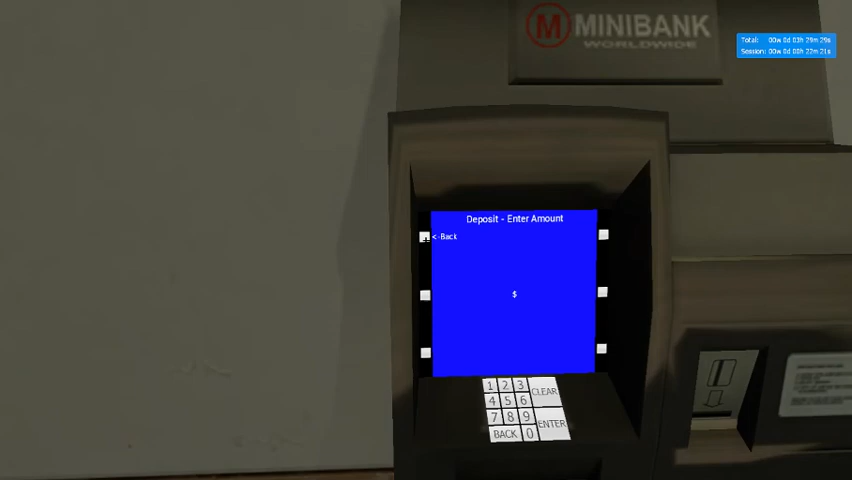 M MINIBANK
WORLDWIDE
Total: 00w 0d 03h 29m 29s
Session: 00w 0d 00h 22m 21s
Deposit - Enter Amount
<-Back
$
1 2 3 CLEAR
4 5 6
7 8 9 ENTER
BACK 0